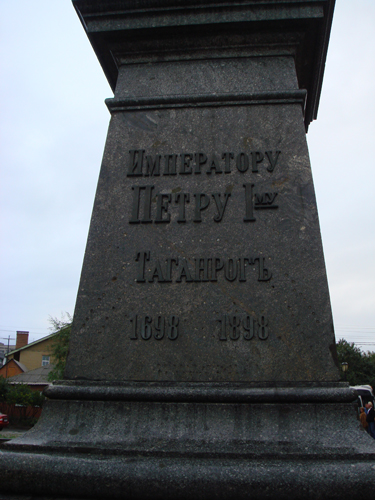 Императору
Петру Iму
Таганрогъ
1698 1898